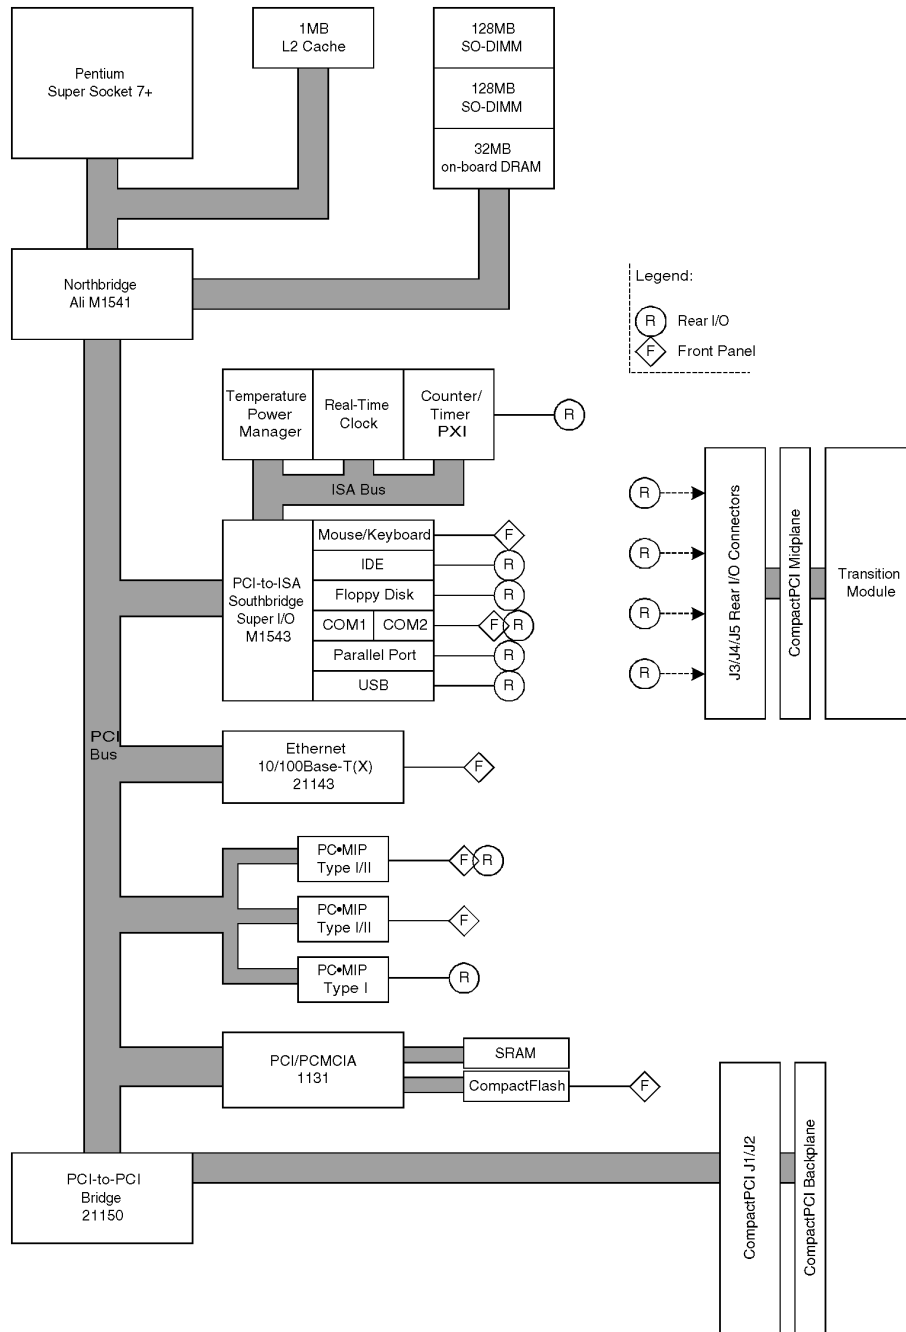 Pentium
Super Socket 7+
1MB
L2 Cache
128MB
SO-DIMM
128MB
SO-DIMM
32MB
on-board DRAM
Northbridge
Ali M1541
Legend:
R Rear I/O
F Front Panel
Temperature
Power
Manager
Real-Time
Clock
Counter/
Timer
PXI
R
ISA Bus
PCI-to-ISA
Southbridge
Super I/O
M1543
Mouse/Keyboard
F
IDE
R
Floppy Disk
R
COM1
COM2
F R
Parallel Port
R
USB
R
R
R
R
R
J3/J4/J5 Rear I/O Connectors
CompactPCI Midplane
Transition
Module
PCI
Bus
Ethernet
10/100Base-T(X)
21143
F
PC•MIP
Type I/II
F R
PC•MIP
Type I/II
F
PC•MIP
Type I
R
PCI/PCMCIA
1131
SRAM
CompactFlash
F
PCI-to-PCI
Bridge
21150
CompactPCI J1/J2
CompactPCI Backplane